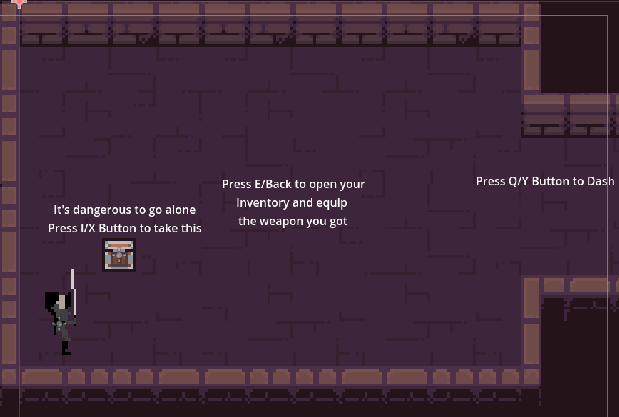 It's dangerous to go alone
Press I/X Button to take this
Press E/Back to open your
Inventory and equip
the weapon you got
Press Q/Y Button to Dash